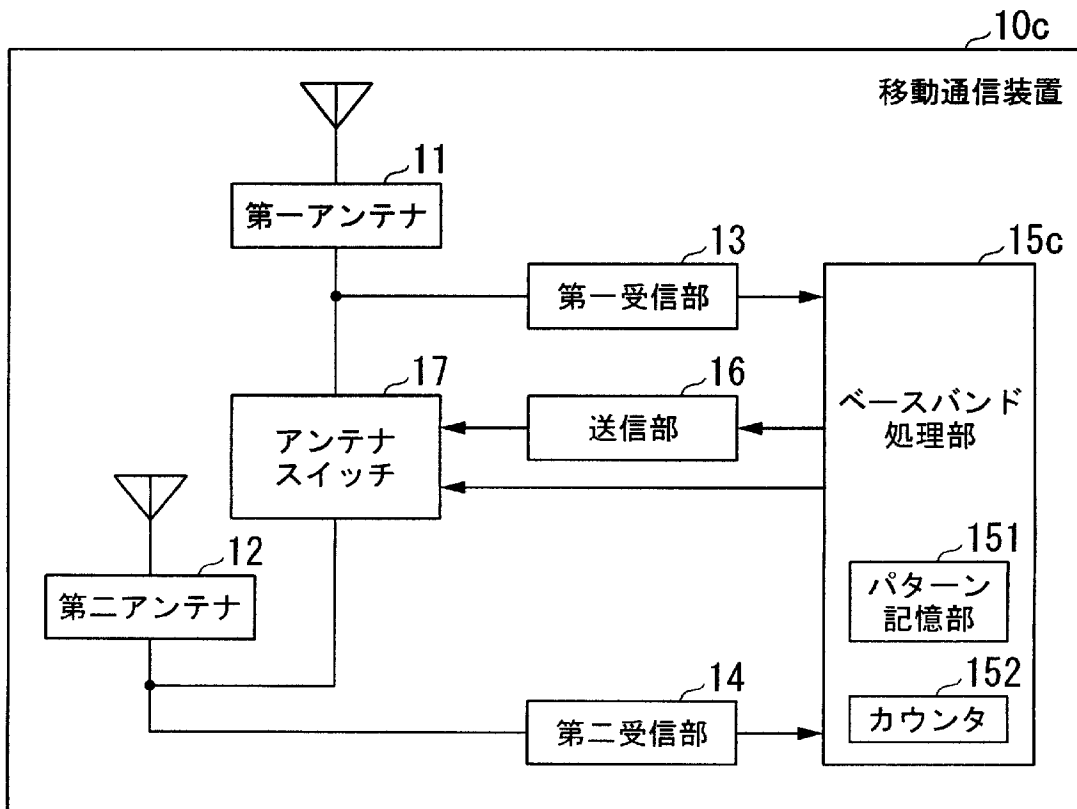 10c
移動通信装置
11
第一アンテナ
13
第一受信部
15c
17
アンテナ
スイッチ
16
送信部
ベースバンド
処理部
12
第二アンテナ
151
パターン
記憶部
14
第二受信部
152
カウンタ